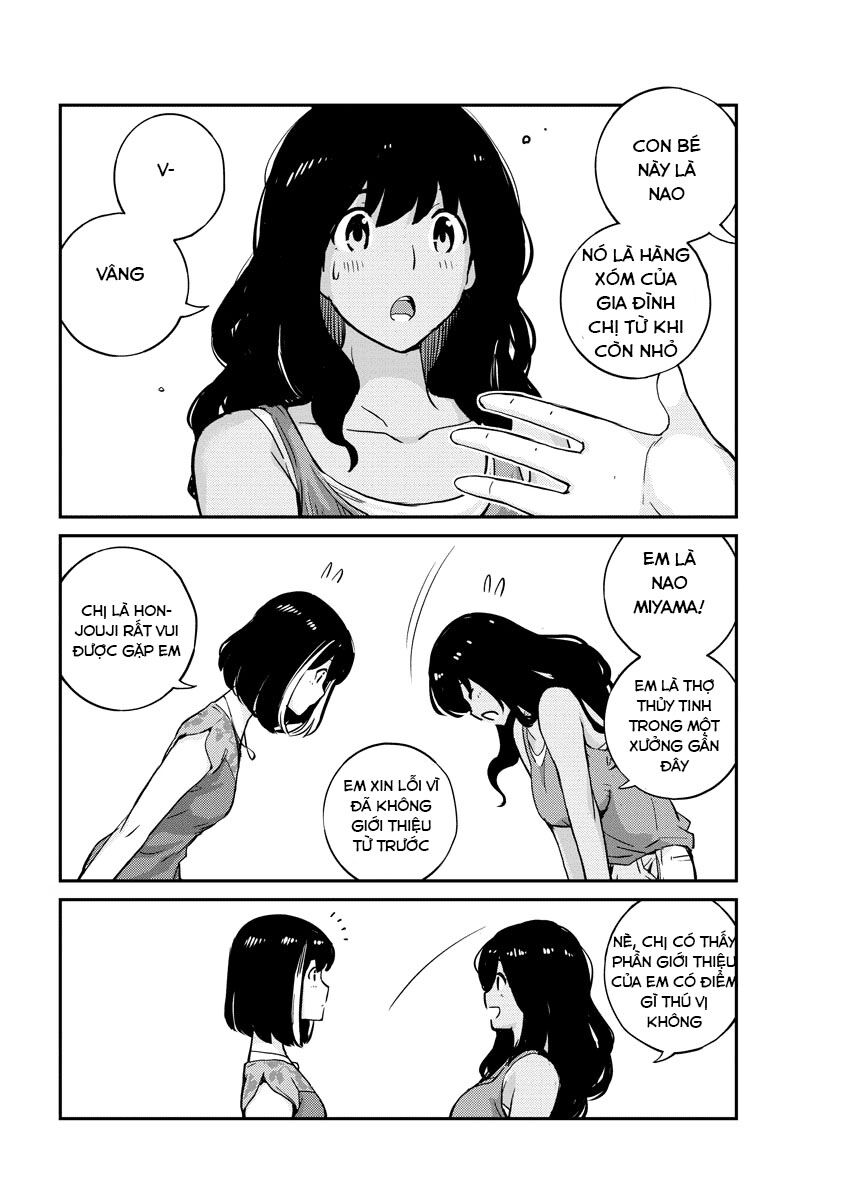 CON BÉ
NÀY LÀ
NAO
NÓ LÀ HÀNG
XÓM CỦA
GIA ĐÌNH
CHỊ TỪ KHI
CÒN NHỎ
V-
VÂNG
EM LÀ
NAO
MIYAMA!
EM LÀ THỢ
THỦY TINH
TRONG MỘT
XƯỞNG GẦN
ĐÂY
EM XIN LỖI VÌ
ĐÃ KHÔNG
GIỚI THIỆU
TỪ TRƯỚC
CHỊ LÀ HON-
JOUJI RẤT VUI
ĐƯỢC GẶP EM
NÈ, CHỊ CÓ THẤY
PHẦN GIỚI THIỆU
CỦA EM CÓ ĐIỂM
GÌ THÚ VỊ
KHÔNG